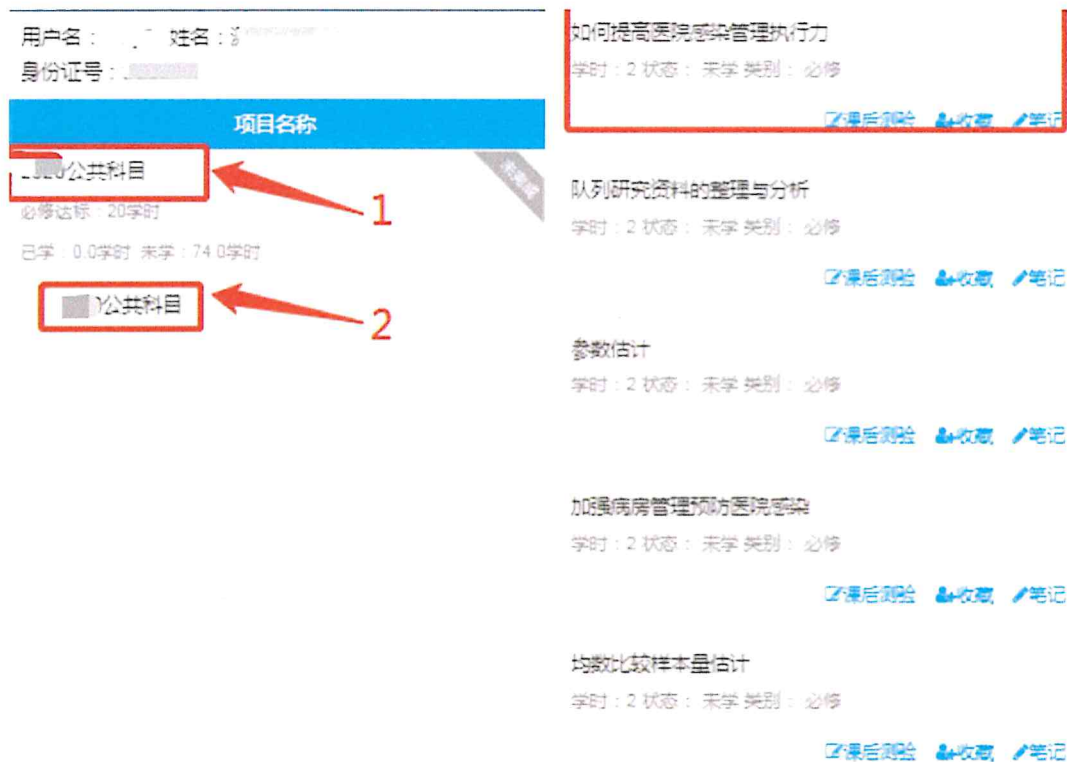 用户名： 姓名：
身份证号：
项目名称
公共科目
未完成
必修达标：20学时
1
已学：0.0学时 未学：74.0学时
公共科目
2
如何提高医院感染管理执行力
学时：2 状态： 未学 类别： 必修
课后测验 收藏 笔记
队列研究资料的整理与分析
学时：2 状态： 未学 类别： 必修
课后测验 收藏 笔记
参数估计
学时：2 状态： 未学 类别： 必修
课后测验 收藏 笔记
加强病房管理预防医院感染
学时：2 状态： 未学 类别： 必修
课后测验 收藏 笔记
均数比较样本量估计
学时：2 状态： 未学 类别： 必修
课后测验 收藏 笔记